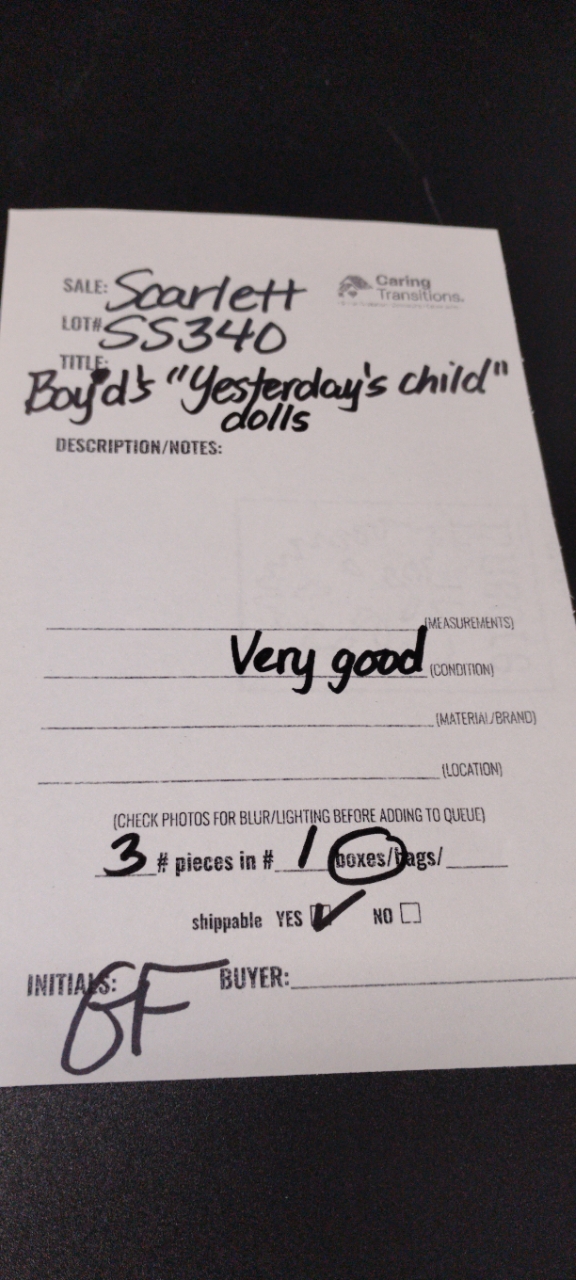 SALE: Scarlett
Caring
Transitions.
LOT# SS340
TITLE:
Boyd's "Yesterday's child"
dolls
DESCRIPTION/NOTES:
(MEASUREMENTS)
Very good (CONDITION)
(MATERIAL/BRAND)
(LOCATION)
(CHECK PHOTOS FOR BLUR/LIGHTING BEFORE ADDING TO QUEUE)
3 # pieces in # 1 boxes/bags/
shippable YES NO
INITIALS: GF BUYER: